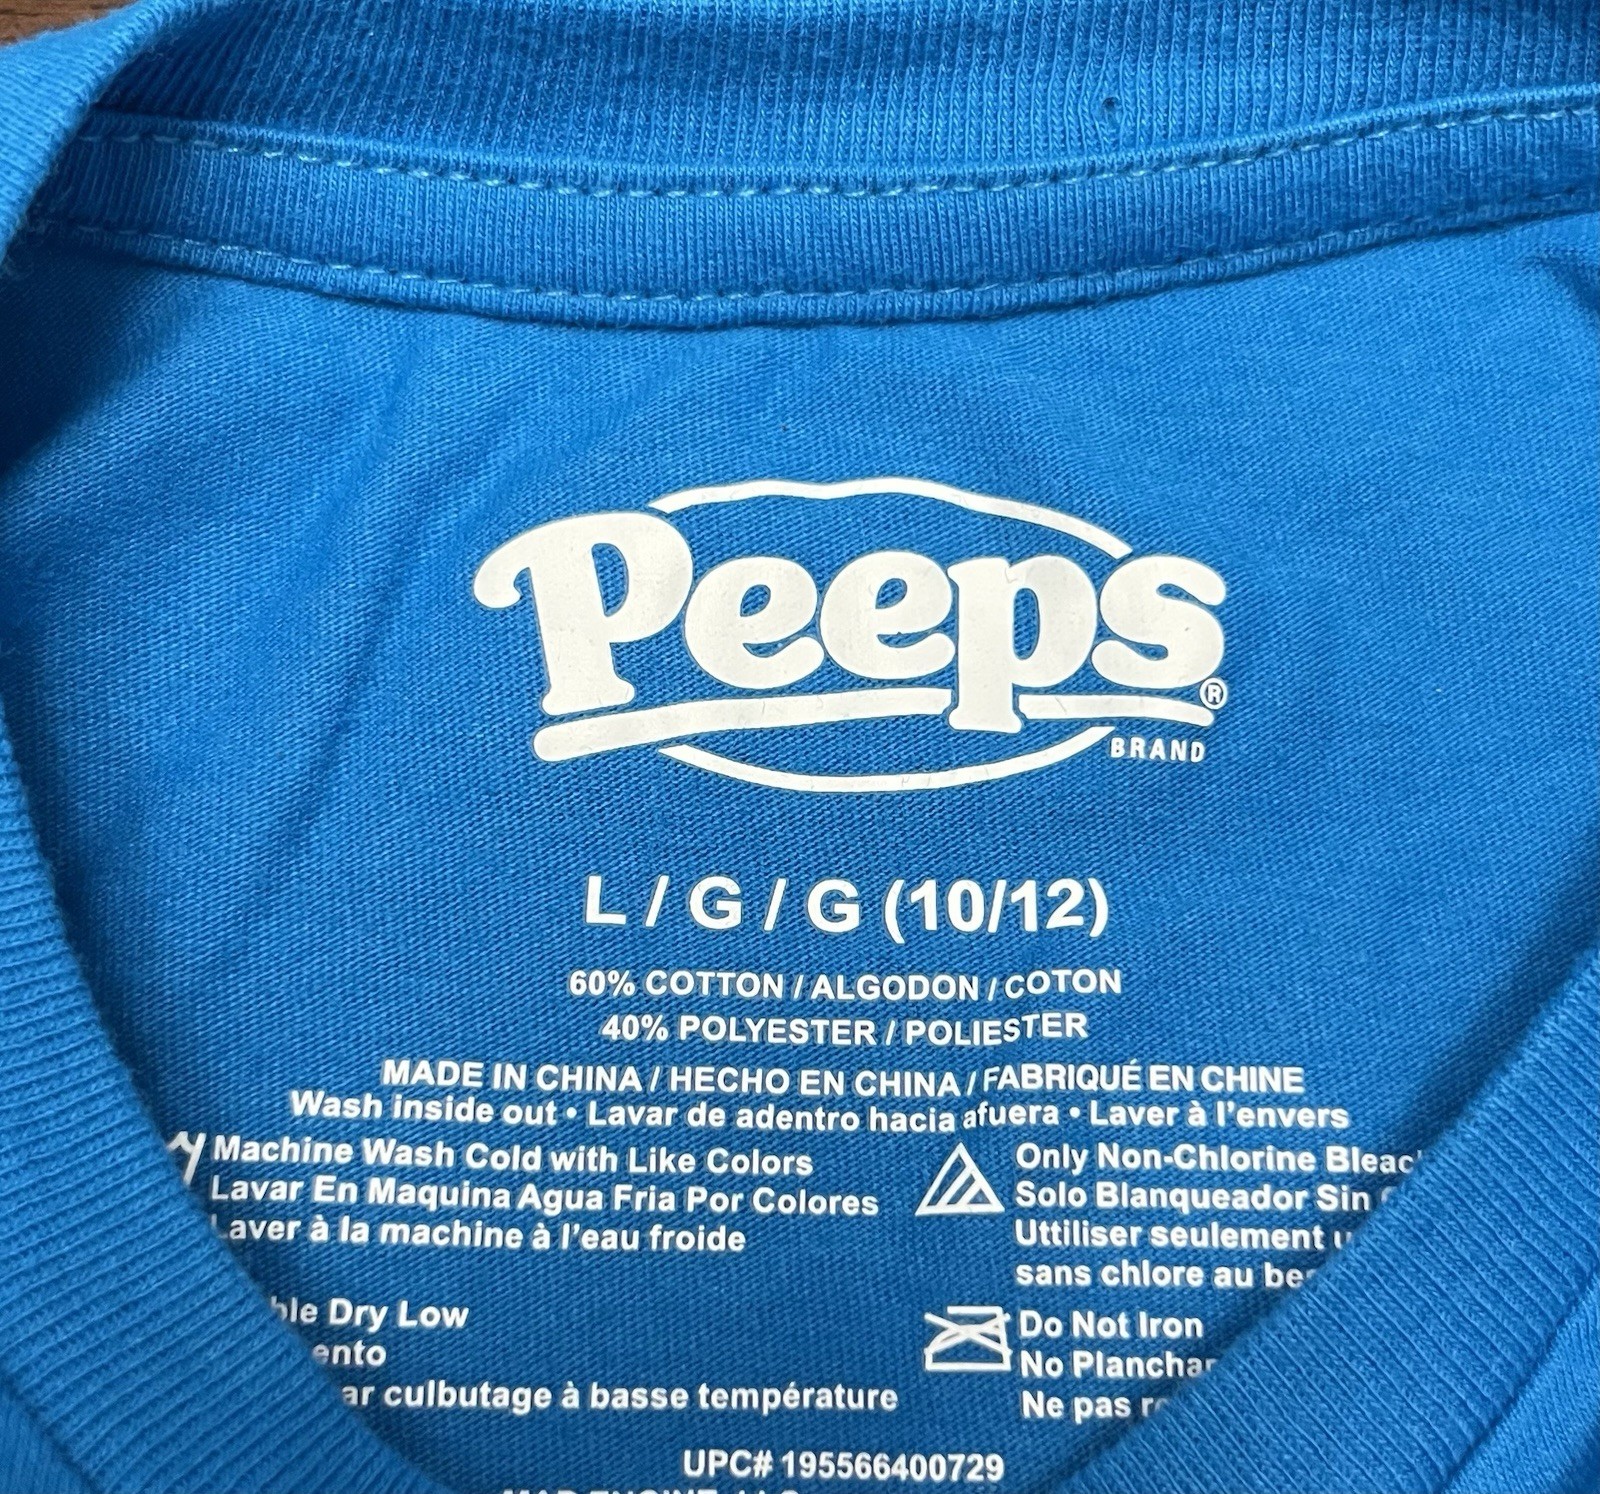 Peeps®
BRAND
L / G / G (10/12)
60% COTTON / ALGODON / COTON
40% POLYESTER / POLIESTER
MADE IN CHINA / HECHO EN CHINA / FABRIQUÉ EN CHINE
Wash inside out • Lavar de adentro hacia afuera • Laver à l'envers
Machine Wash Cold with Like Colors
Lavar En Maquina Agua Fria Por Colores
Laver à la machine à l'eau froide
Only Non-Chlorine
Solo Blanqueador Sin
Uttiliser seulement
sans chlore au
Dry Low
culbutage à basse température
Do Not Iron
No Planchar
Ne pas
UPC# 195566400729